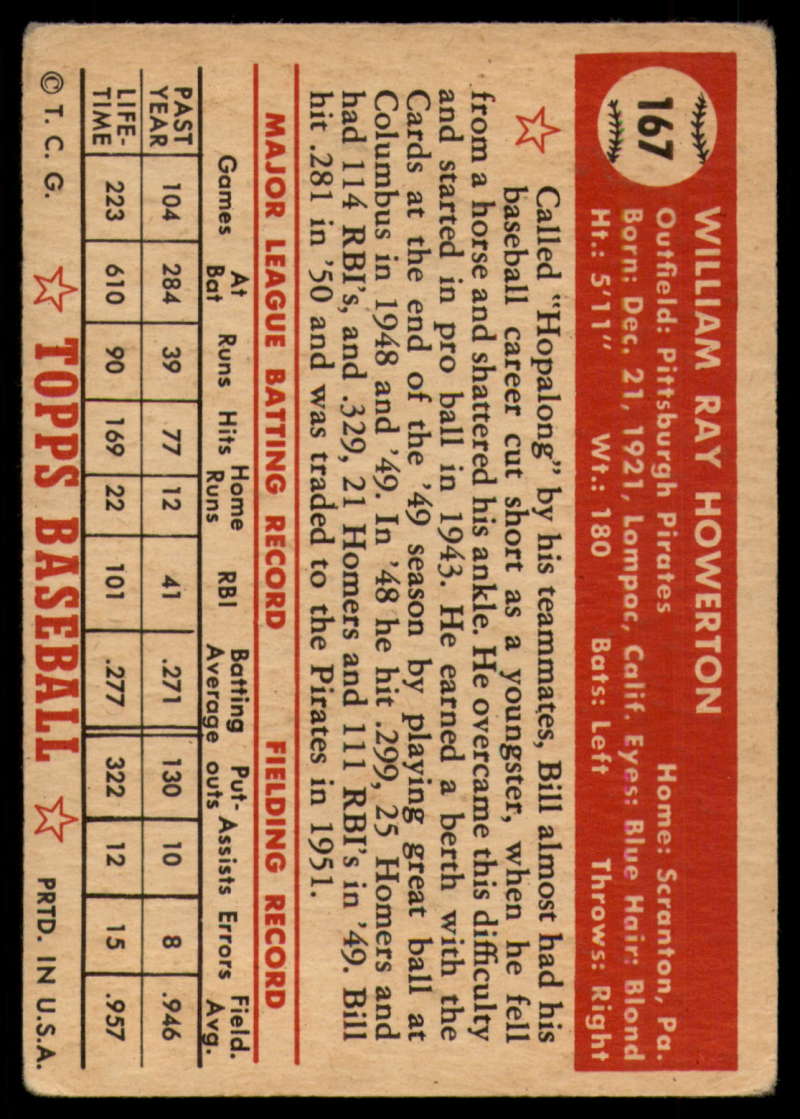 167
WILLIAM RAY HOWERTON
Outfield: Pittsburgh Pirates Home: Scranton, Pa.
Born: Dec. 21, 1921, Lompoc, Calif. Eyes: Blue Hair: Blond
Ht.: 5'11" Wt.: 180 Bats: Left Throws: Right
Called "Hopalong" by his teammates, Bill almost had his
baseball career cut short as a youngster, when he fell
from a horse and shattered his ankle. He overcame this difficulty
and started in pro ball in 1943. He earned a berth with the
Cards at the end of the '49 season by playing great ball at
Columbus in 1948 and '49. In '48 he hit .299, 25 Homers and
had 114 RBI's, and .329, 21 Homers and 111 RBI's in '49. Bill
hit .281 in '50 and was traded to the Pirates in 1951.
MAJOR LEAGUE BATTING RECORD FIELDING RECORD
Games At Bat Runs Hits Home Runs RBI Batting Average Put-outs Assists Errors Field. Avg.
PAST YEAR 104 284 39 77 12 41 .271 130 10 8 .946
LIFE-TIME 223 610 90 169 22 101 .277 322 12 15 .957
© T. C. G. TOPPS BASEBALL PRTD. IN U.S.A.